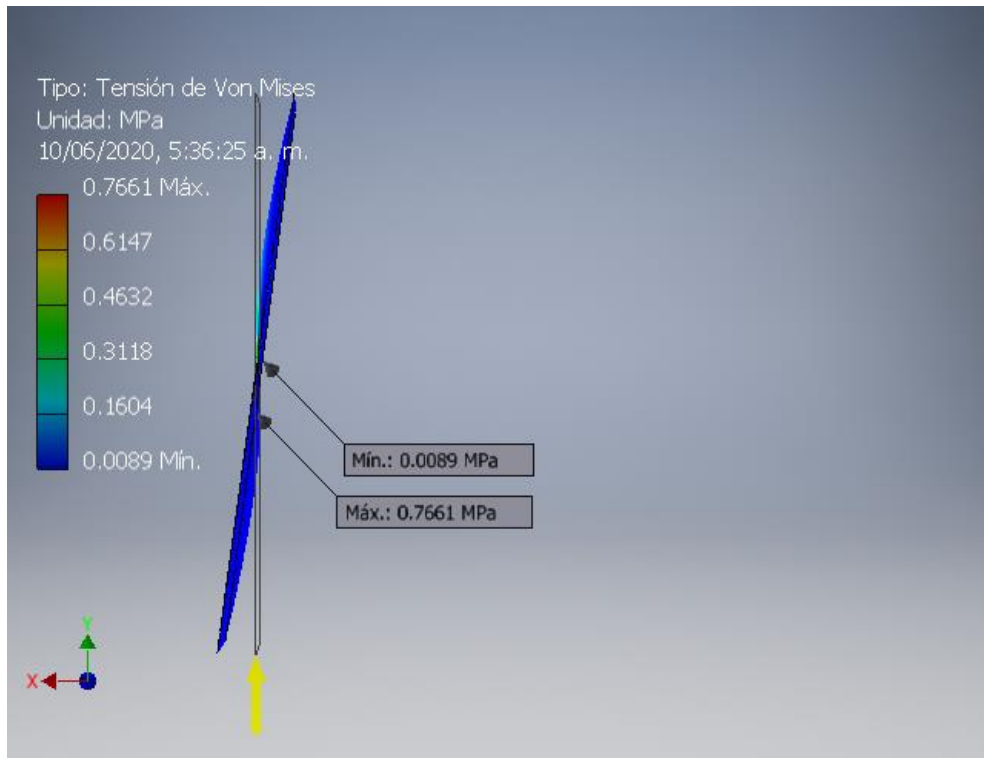 Tipo: Tensión de Von Mises
Unidad: MPa
10/06/2020, 5:36:25 a. m.
0.7661 Máx.
0.6147
0.4632
0.3118
0.1604
0.0089 Mín.
Mín.: 0.0089 MPa
Máx.: 0.7661 MPa
Y
X